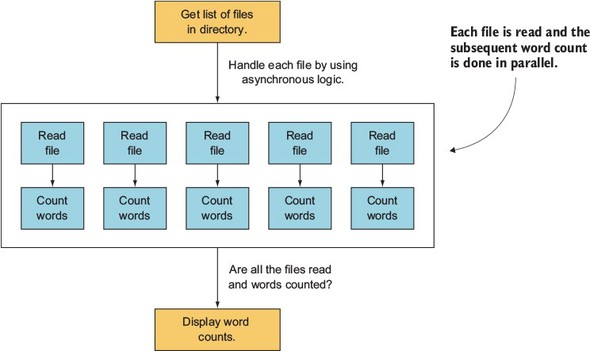 Get list of files
in directory.
Each file is read and the
subsequent word count
is done in parallel.
Handle each file by using
asynchronous logic.
Read
file
Read
file
Read
file
Read
file
Read
file
Count
words
Count
words
Count
words
Count
words
Count
words
Are all the files read
and words counted?
Display word
counts.